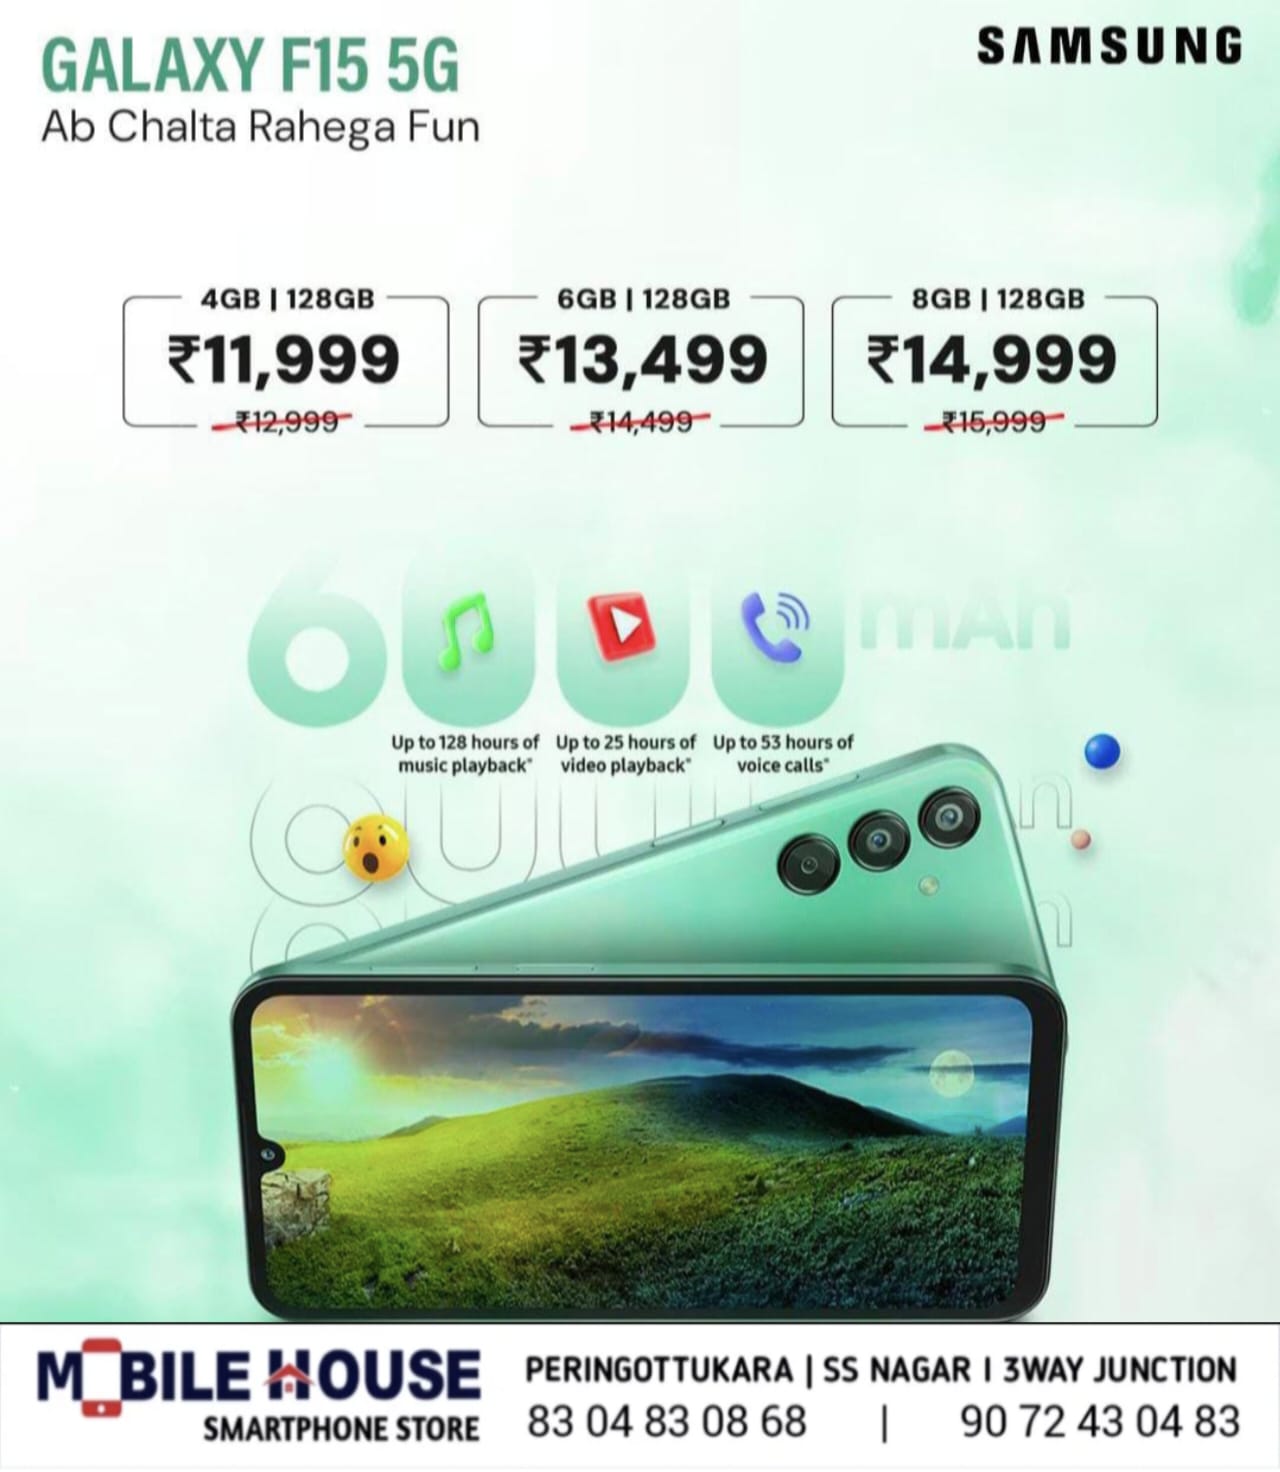 GALAXY F15 5G
SAMSUNG
Ab Chalta Rahega Fun
4GB | 128GB
₹11,999
₹12,999
6GB | 128GB
₹13,499
₹14,499
8GB | 128GB
₹14,999
₹15,999
6000 mAh
Up to 128 hours of
music playback*
Up to 25 hours of
video playback*
Up to 53 hours of
voice calls*
MOBILE HOUSE
SMARTPHONE STORE
PERINGOTTUKARA | SS NAGAR I 3WAY JUNCTION
83 04 83 08 68 | 90 72 43 04 83